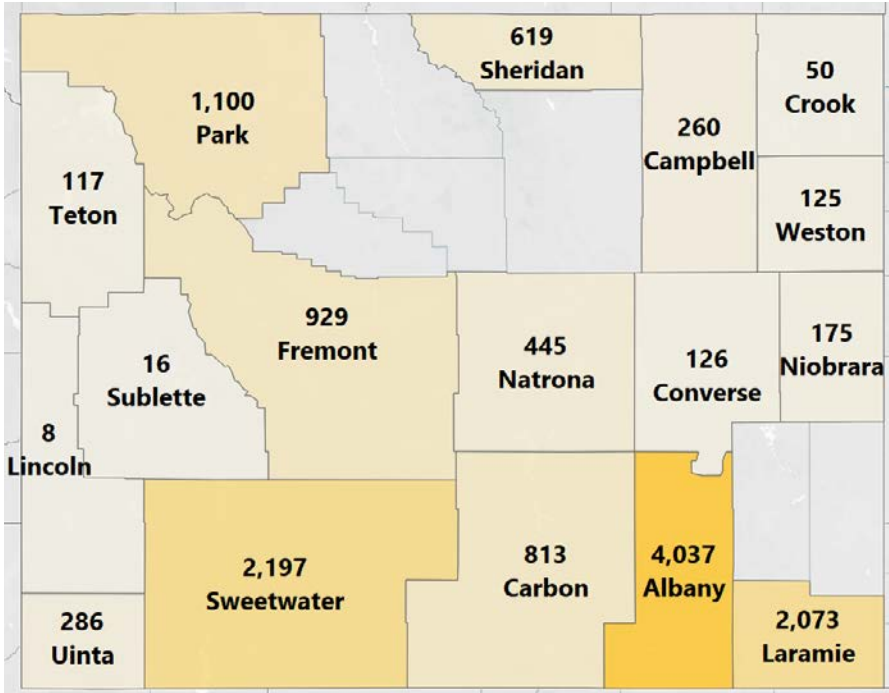 619
Sheridan
50
Crook
1,100
Park
260
Campbell
117
Teton
125
Weston
929
Fremont
445
Natrona
126
Converse
175
Niobrara
16
Sublette
8
Lincoln
2,197
Sweetwater
813
Carbon
4,037
Albany
286
Uinta
2,073
Laramie